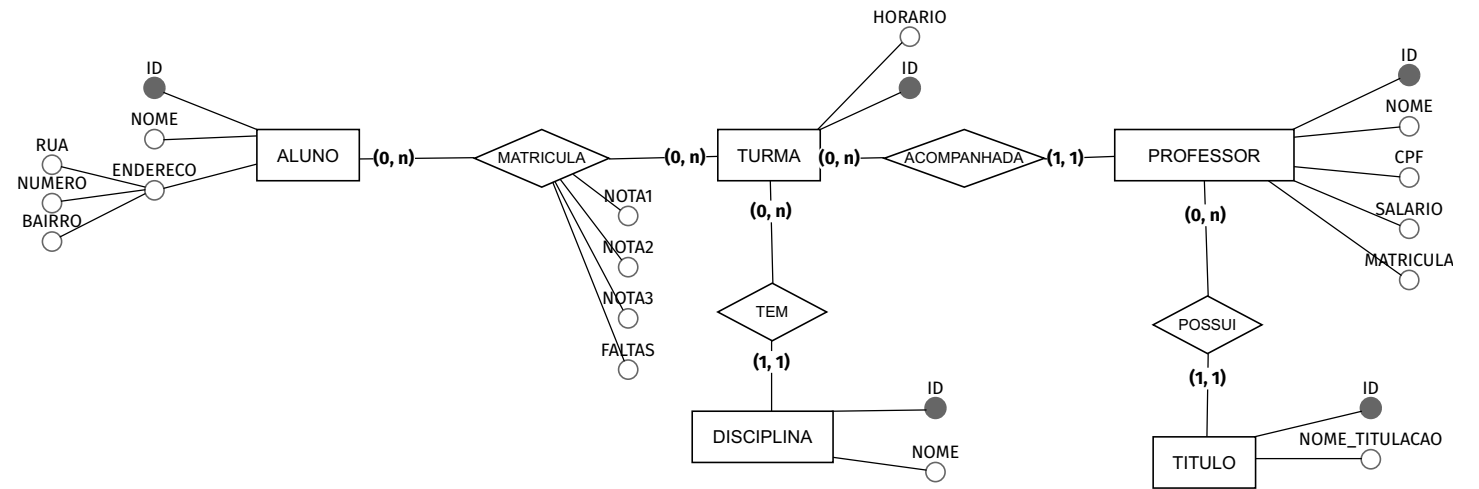 HORARIO
ID
ID
ID
NOME
NOME
RUA
ENDERECO
ALUNO
(0, n)
MATRICULA
(0, n)
TURMA
(0, n)
ACOMPANHADA
(1, 1)
PROFESSOR
CPF
NUMERO
BAIRRO
NOTA1
(0, n)
(0, n)
SALARIO
NOTA2
MATRICULA
NOTA3
TEM
POSSUI
FALTAS
(1, 1)
(1, 1)
ID
ID
DISCIPLINA
NOME
NOME_TITULACAO
TITULO